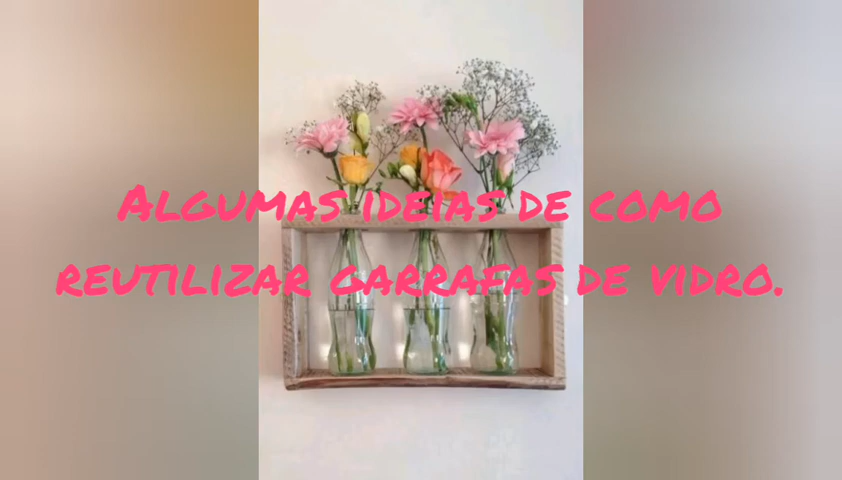 Algumas ideias de como
reutilizar garrafas de vidro.